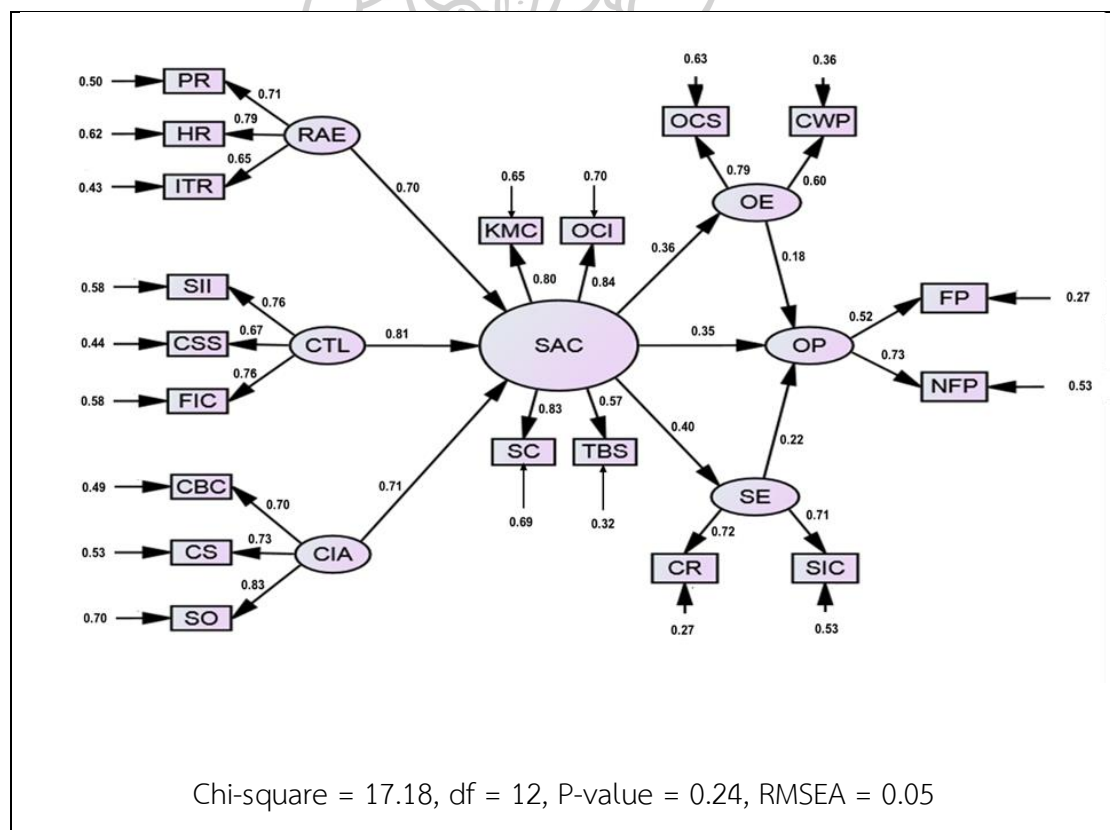 0.50
PR
0.71
0.62
HR
0.79
RAE
0.43
ITR
0.65
0.70
0.58
SII
0.76
0.44
CSS
0.67
CTL
0.81
0.58
FIC
0.76
0.49
CBC
0.70
0.53
CS
0.73
CIA
0.71
0.70
SO
0.83
0.65
0.70
KMC
OCI
0.80
0.84
SAC
0.83
0.57
SC
TBS
0.69
0.32
0.36
0.35
0.40
0.63
0.36
OCS
CWP
0.79
0.60
OE
0.18
OP
0.52
FP
0.27
0.73
NFP
0.53
0.22
SE
0.72
0.71
CR
SIC
0.27
0.53
Chi-square = 17.18, df = 12, P-value = 0.24, RMSEA = 0.05